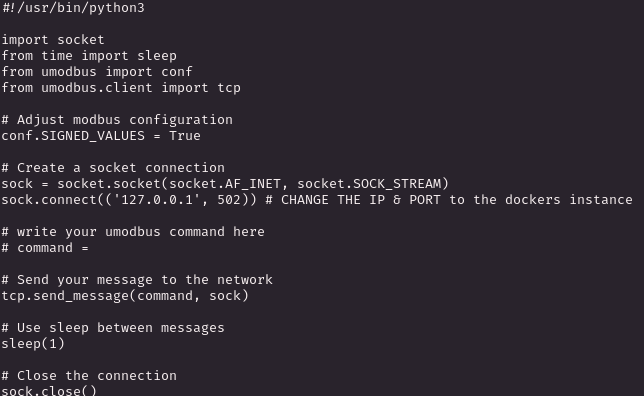 #!/usr/bin/python3
import socket
from time import sleep
from umodbus import conf
from umodbus.client import tcp
# Adjust modbus configuration
conf.SIGNED_VALUES = True
# Create a socket connection
sock = socket.socket(socket.AF_INET, socket.SOCK_STREAM)
sock.connect(('127.0.0.1', 502)) # CHANGE THE IP & PORT to the dockers instance
# write your umodbus command here
# command =
# Send your message to the network
tcp.send_message(command, sock)
# Use sleep between messages
sleep(1)
# Close the connection
sock.close()